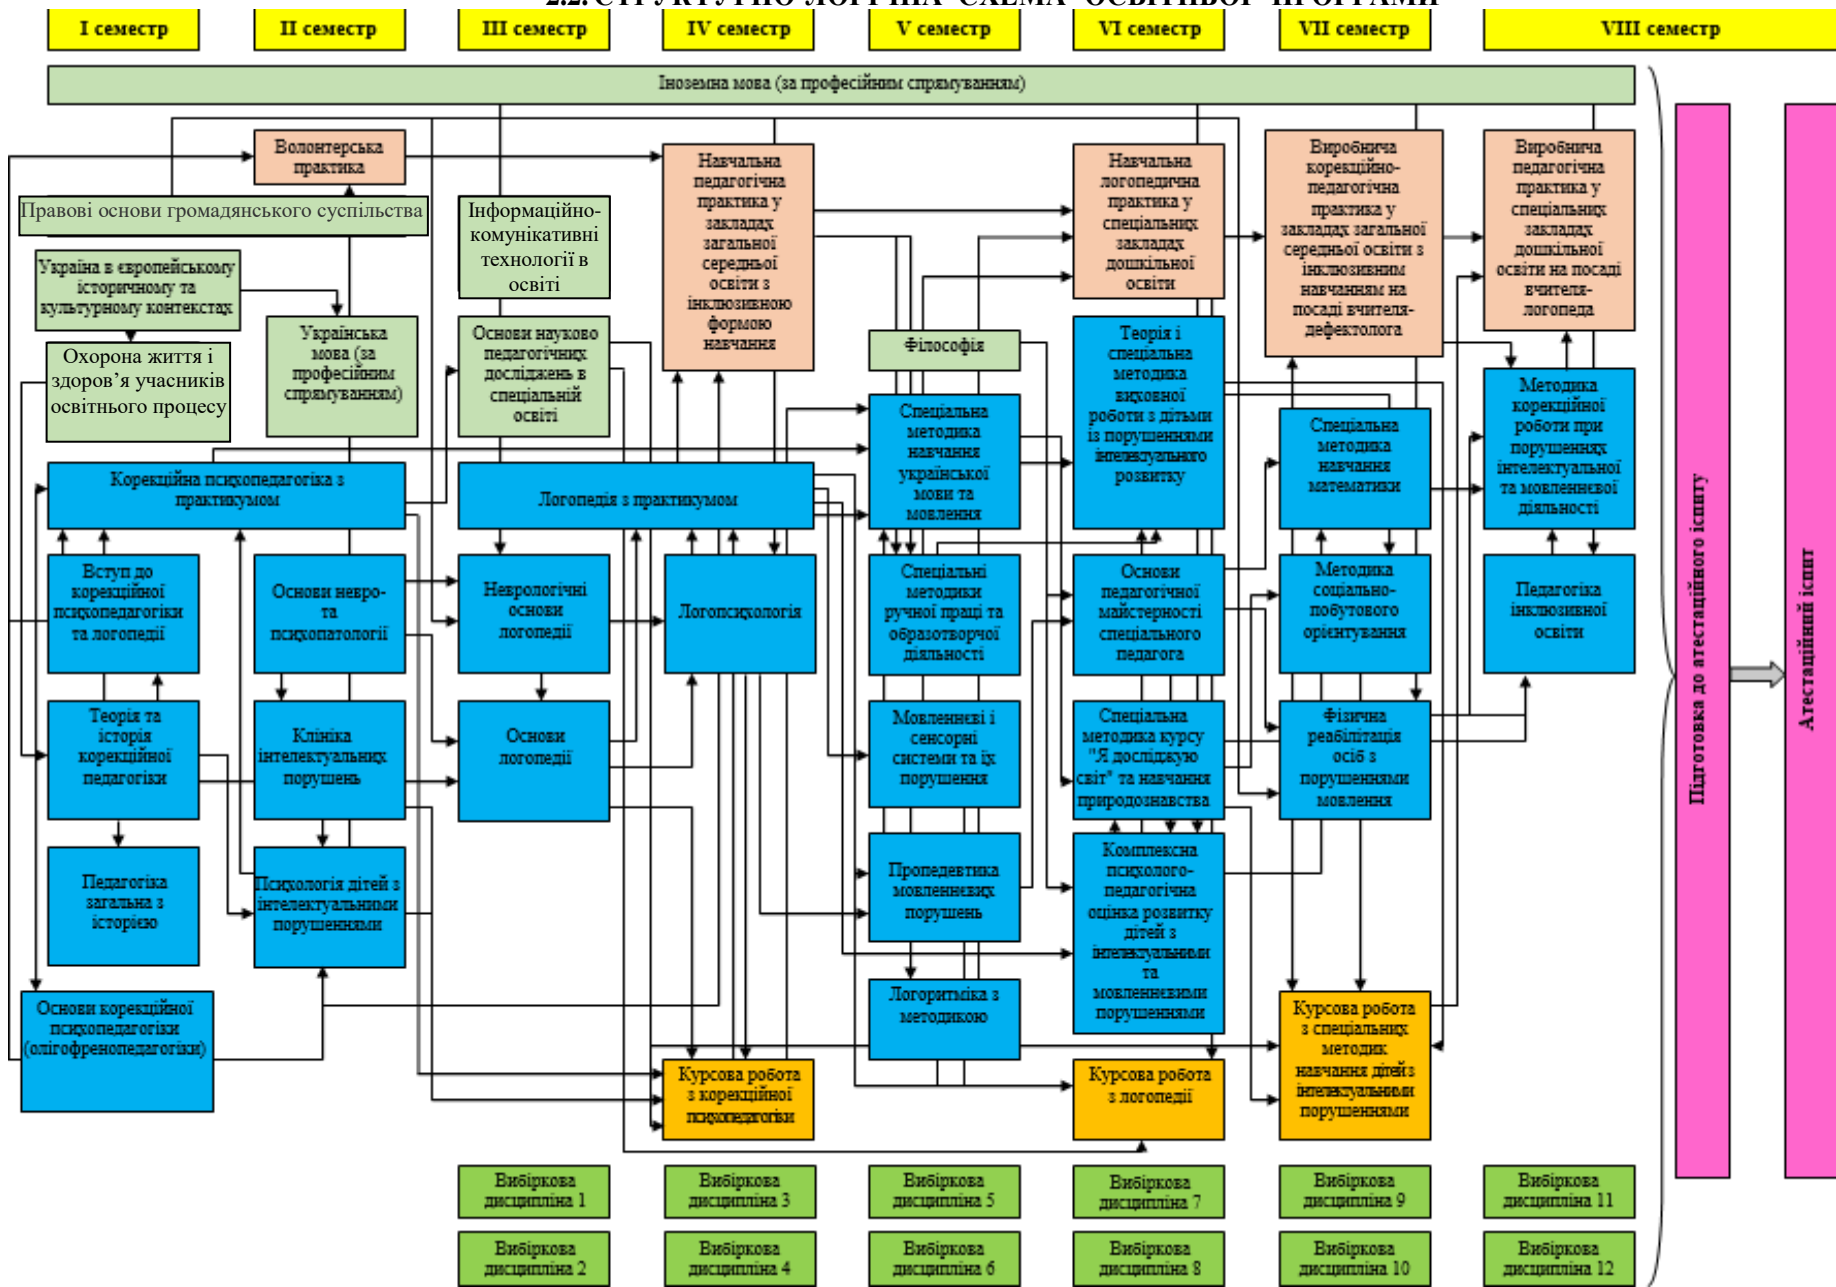 2.2. СТРУКТУРНО-ЛОГІЧНА СХЕМА ОСВІТНЬОЇ ПРОГРАМИ
І семестр
ІІ семестр
ІІІ семестр
IV семестр
V семестр
VI семестр
VII семестр
VIII семестр
Іноземна мова (за професійним спрямуванням)
Волонтерська
практика
Правові основи громадянського суспільства
Україна в європейському
історичному та
культурному контекстах
Охорона життя і
здоров’я учасників
освітнього процесу
Українська
мова (за
професійним
спрямуванням)
Інформаційно-
комунікативні
технології в
освіті
Основи науково
педагогічних
досліджень в
спеціальній
освіті
Навчальна
педагогічна
практика у
закладах
загальної
середньої
освіти з
інклюзивною
формою
навчання
Філософія
Навчальна
логопедична
практика у
спеціальних
закладах
дошкільної
освіти
Виробнича
корекційно-
педагогічна
практика у
закладах загальної
середньої освіти з
інклюзивним
навчанням на
посаді вчителя-
дефектолога
Виробнича
педагогічна
практика у
спеціальних
закладах
дошкільної
освіти на посаді
вчителя-
логопеда
Корекційна психопедагогіка з
практикумом
Логопедія з практикумом
Спеціальна
методика
навчання
української
мови та
мовлення
Теорія і
спеціальна
методика
виховної
роботи з дітьми
із порушеннями
інтелектуального
розвитку
Спеціальна
методика
навчання
математики
Методика
корекційної
роботи при
порушеннях
інтелектуальної
та мовленнєвої
діяльності
Вступ до
корекційної
психопедагогіки
та логопедії
Основи невро-
та
психопатології
Неврологічні
основи
логопедії
Логопсихологія
Спеціальні
методики
ручної праці та
образотворчої
діяльності
Основи
педагогічної
майстерності
спеціального
педагога
Методика
соціально-
побутового
орієнтування
Педагогіка
інклюзивної
освіти
Теорія та
історія
корекційної
педагогіки
Клініка
інтелектуальних
порушень
Основи
логопедії
Мовленнєві і
сенсорні
системи та їх
порушення
Спеціальна
методика курсу
"Я досліджую
світ" та навчання
природознавства
Фізична
реабілітація
осіб з
порушеннями
мовлення
Педагогіка
загальна з
історією
Психологія дітей з
інтелектуальними
порушеннями
Пропедевтика
мовленнєвих
порушень
Комплексна
психолого-
педагогічна
оцінка розвитку
дітей з
інтелектуальними
та
мовленнєвими
порушеннями
Основи корекційної
психопедагогіки
(олігофренопедагогіки)
Логоритміка з
методикою
Курсова робота
з корекційної
психопедагогіки
Курсова робота
з логопедії
Курсова робота
з спеціальних
методик
навчання дітей з
інтелектуальними
порушеннями
Вибіркова
дисципліна 1
Вибіркова
дисципліна 3
Вибіркова
дисципліна 5
Вибіркова
дисципліна 7
Вибіркова
дисципліна 9
Вибіркова
дисципліна 11
Вибіркова
дисципліна 2
Вибіркова
дисципліна 4
Вибіркова
дисципліна 6
Вибіркова
дисципліна 8
Вибіркова
дисципліна 10
Вибіркова
дисципліна 12
Підготовка до атестаційного іспиту
Атестаційний іспит